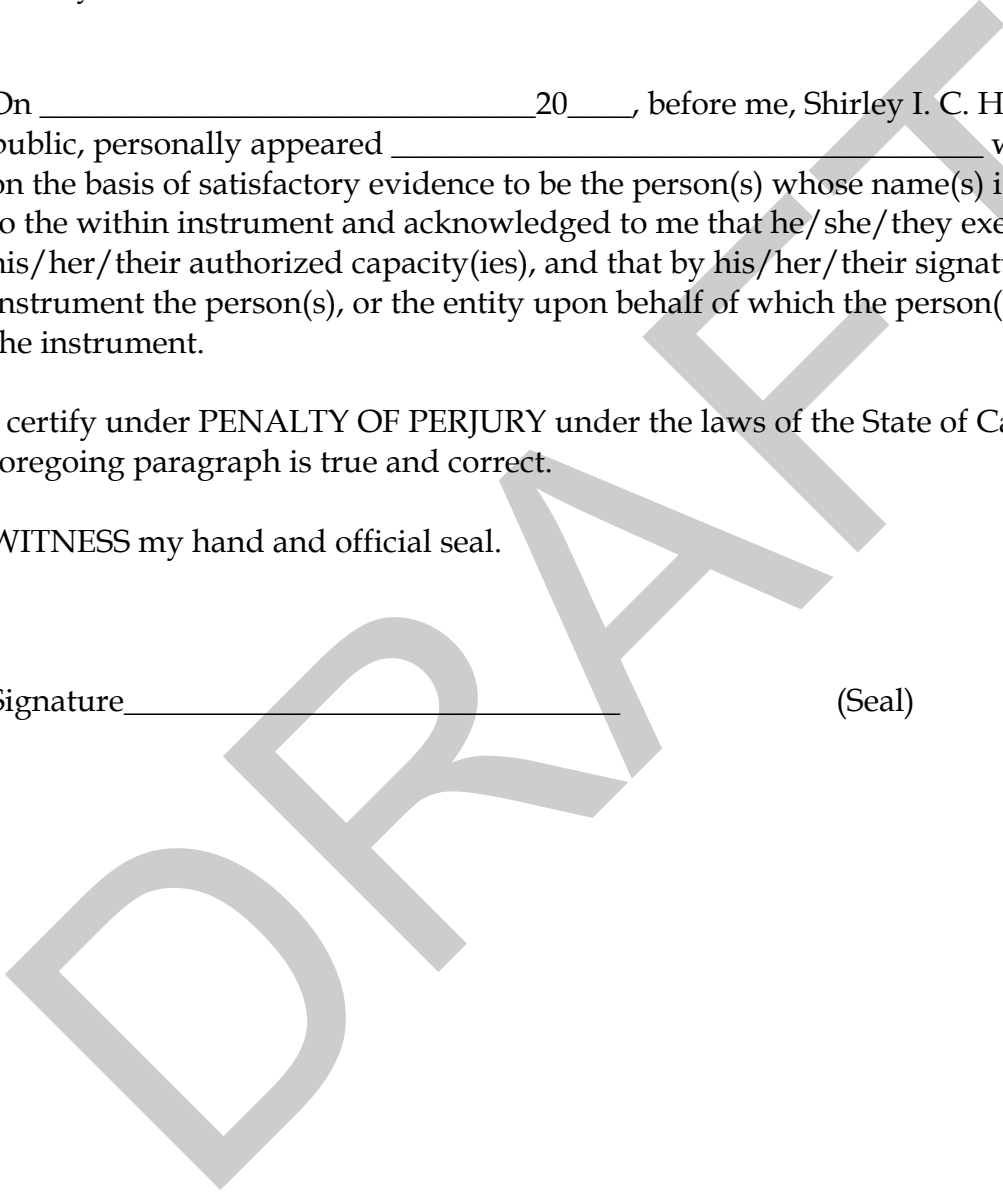 On _______________________________20____, before me, Shirley I. C. H
public, personally appeared _____________________________________ w
on the basis of satisfactory evidence to be the person(s) whose name(s) i
to the within instrument and acknowledged to me that he/she/they exe
his/her/their authorized capacity(ies), and that by his/her/their signat
instrument the person(s), or the entity upon behalf of which the person(
the instrument.
I certify under PENALTY OF PERJURY under the laws of the State of Ca
foregoing paragraph is true and correct.
WITNESS my hand and official seal.
Signature_______________________________ (Seal)
DRAFT